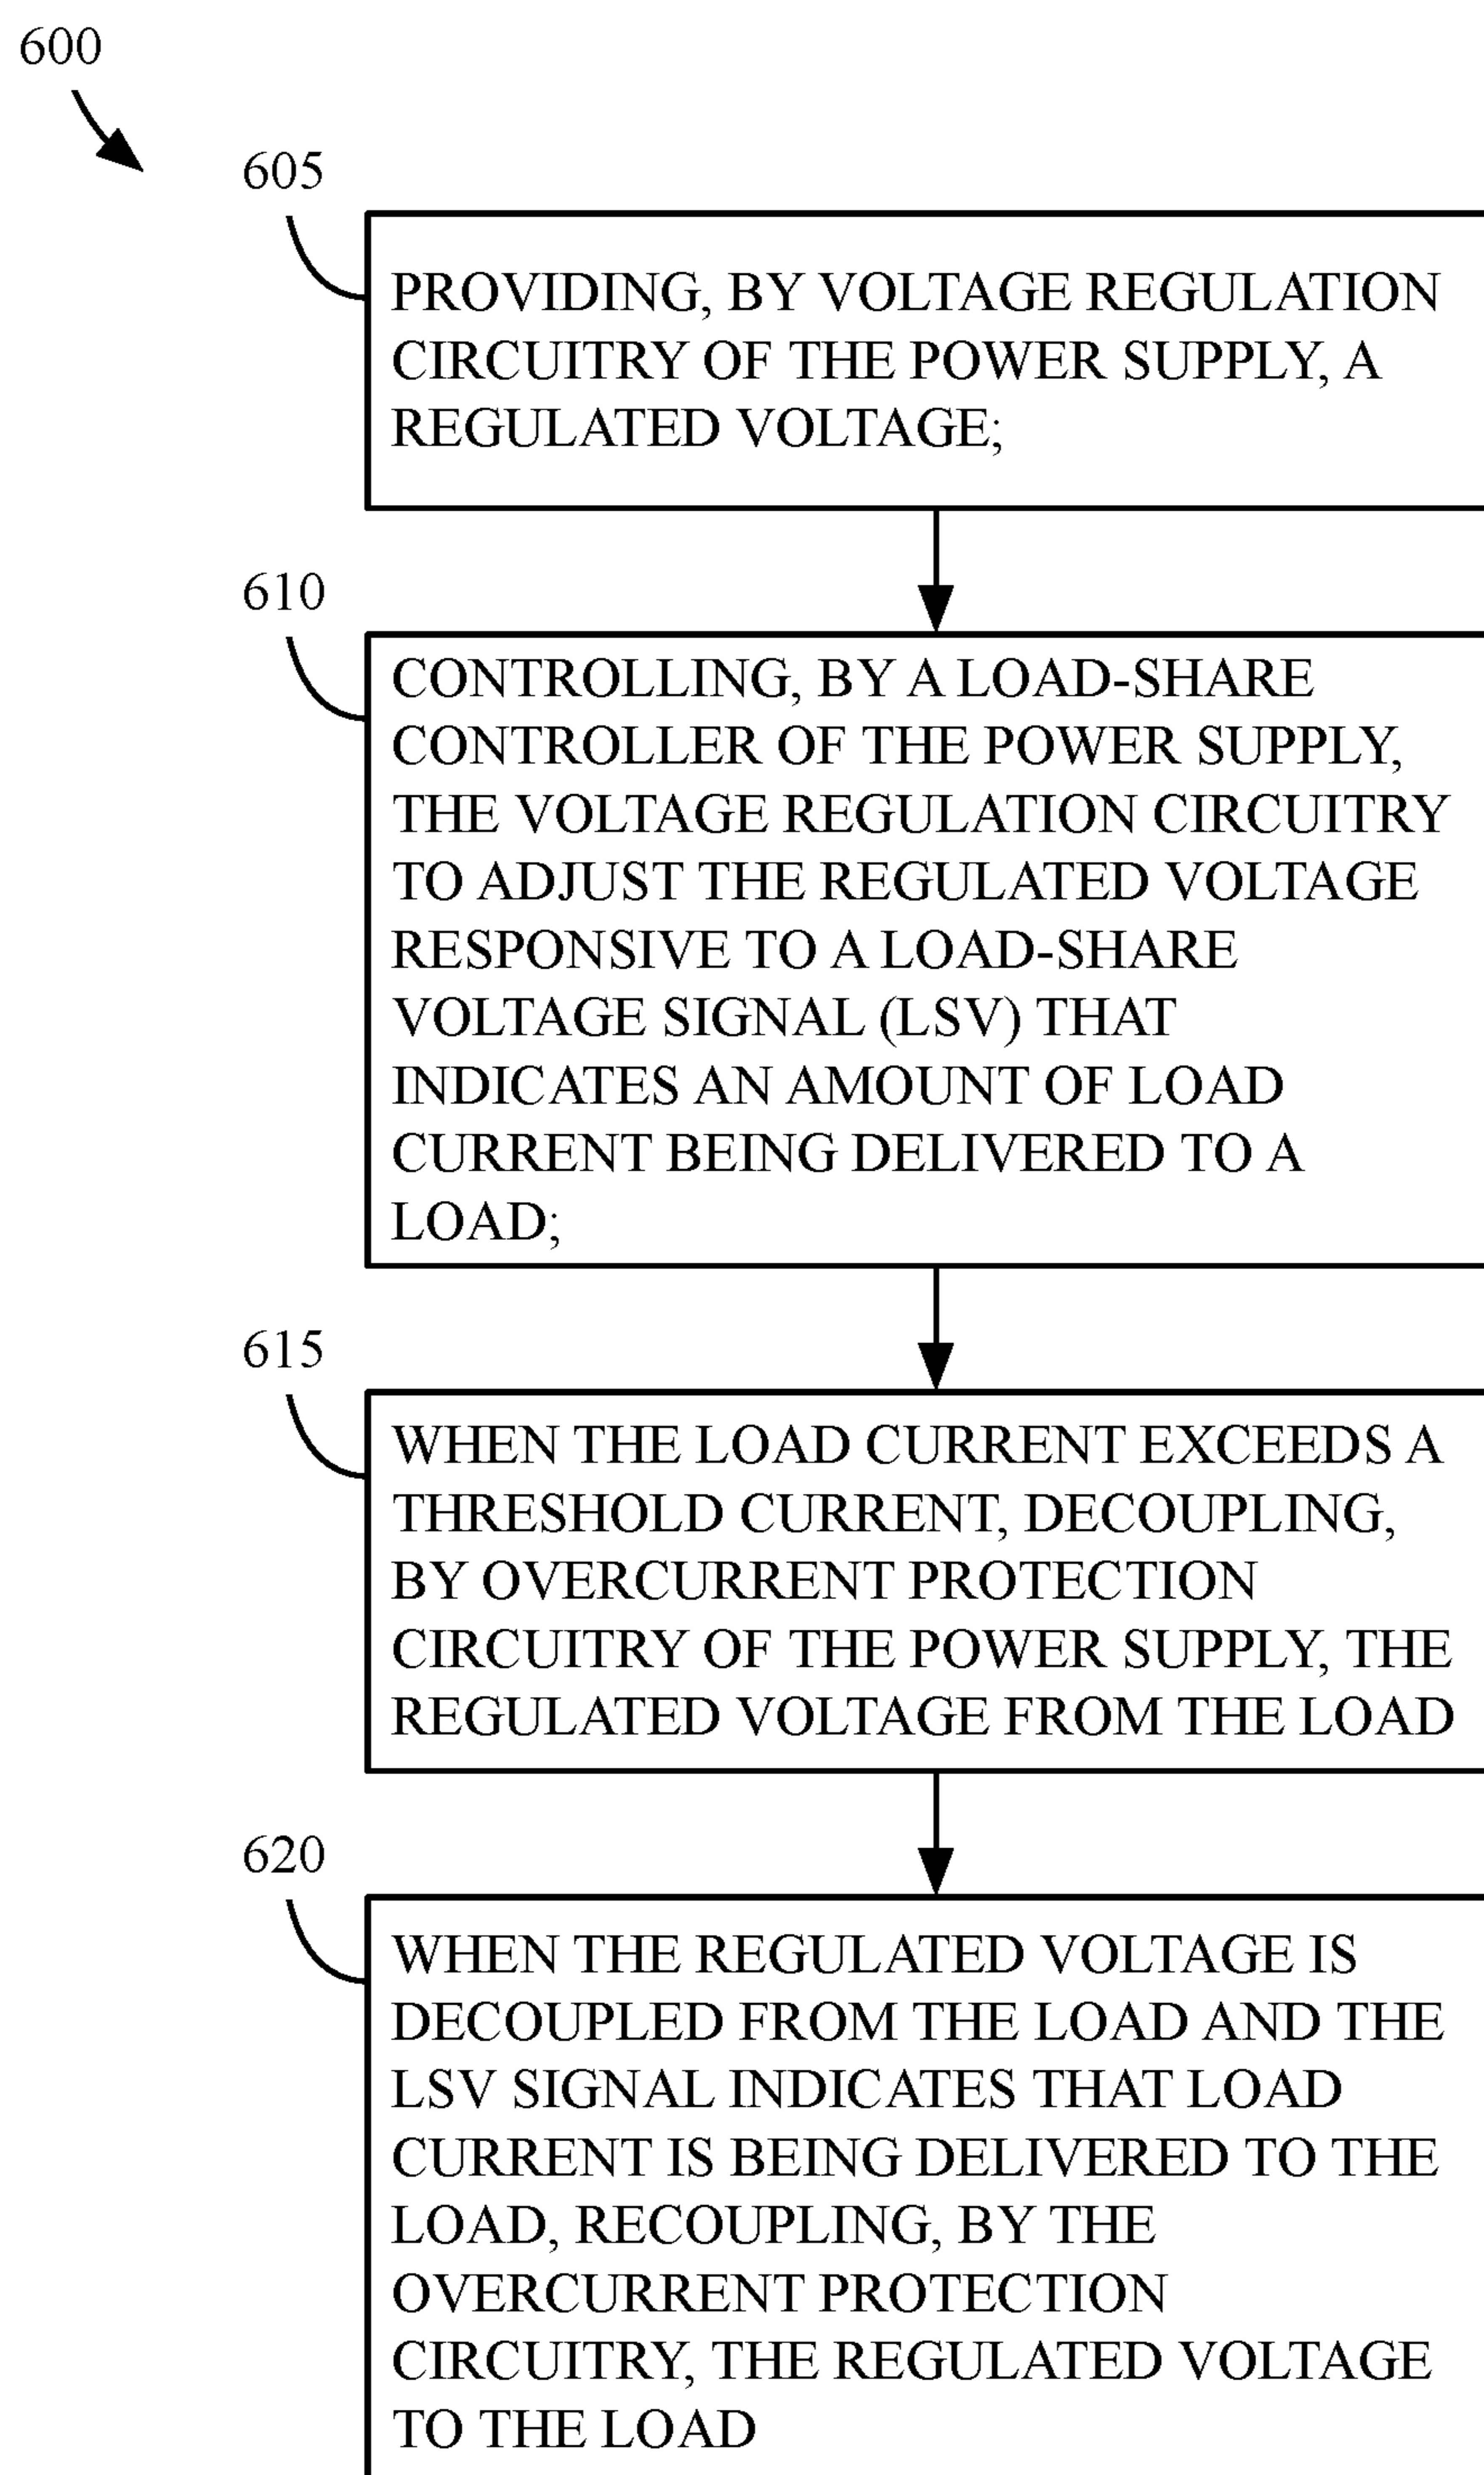 600
605
PROVIDING, BY VOLTAGE REGULATION
CIRCUITRY OF THE POWER SUPPLY, A
REGULATED VOLTAGE;
610
CONTROLLING, BY A LOAD-SHARE
CONTROLLER OF THE POWER SUPPLY,
THE VOLTAGE REGULATION CIRCUITRY
TO ADJUST THE REGULATED VOLTAGE
RESPONSIVE TO A LOAD-SHARE
VOLTAGE SIGNAL (LSV) THAT
INDICATES AN AMOUNT OF LOAD
CURRENT BEING DELIVERED TO A
LOAD;
615
WHEN THE LOAD CURRENT EXCEEDS A
THRESHOLD CURRENT, DECOUPLING,
BY OVERCURRENT PROTECTION
CIRCUITRY OF THE POWER SUPPLY, THE
REGULATED VOLTAGE FROM THE LOAD
620
WHEN THE REGULATED VOLTAGE IS
DECOUPLED FROM THE LOAD AND THE
LSV SIGNAL INDICATES THAT LOAD
CURRENT IS BEING DELIVERED TO THE
LOAD, RECOUPLING, BY THE
OVERCURRENT PROTECTION
CIRCUITRY, THE REGULATED VOLTAGE
TO THE LOAD